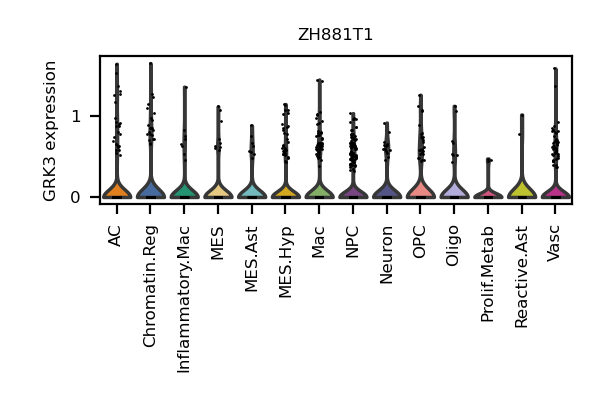 ZH881T1
GRK3 expression
1
0
AC
Chromatin.Reg
Inflammatory.Mac
MES
MES.Ast
MES.Hyp
Mac
NPC
Neuron
OPC
Oligo
Prolif.Metab
Reactive.Ast
Vasc